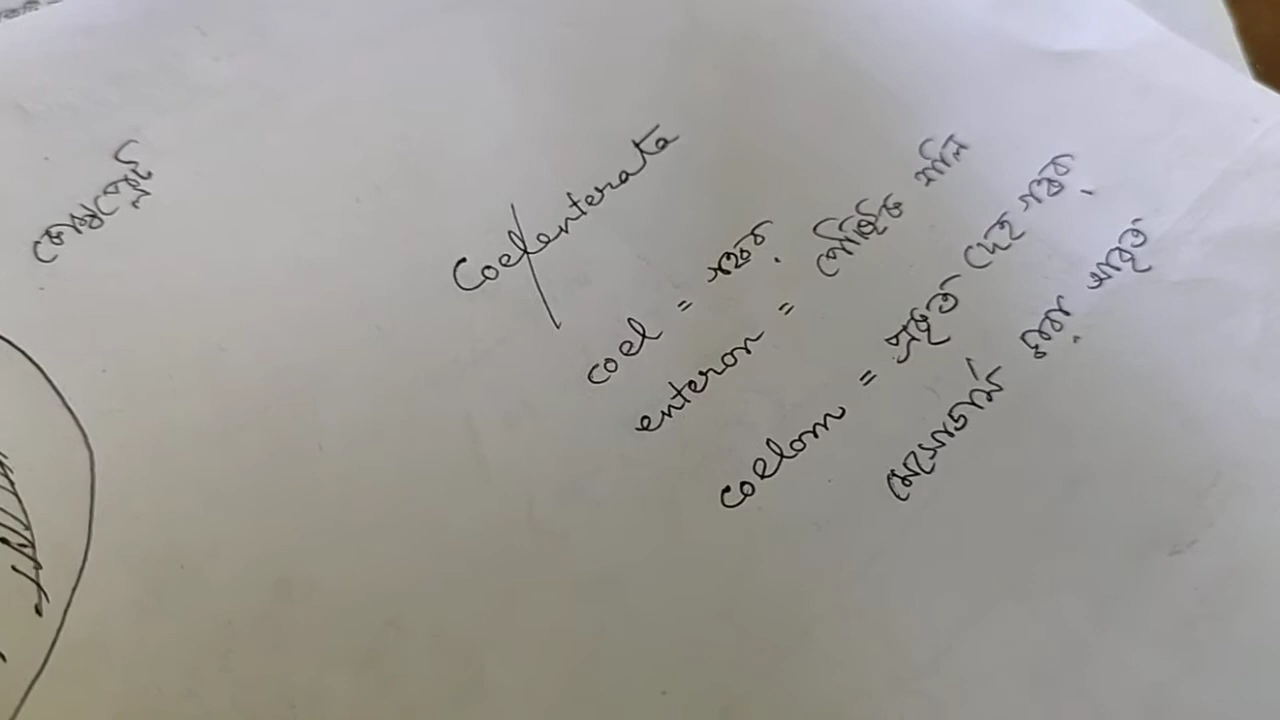 Coelenterata
coel = গহ্বর
enteron = পৌষ্টিক নালি
coelom = প্রকৃত দেহ গহ্বর
মেসোডার্ম দ্বারা আবৃত